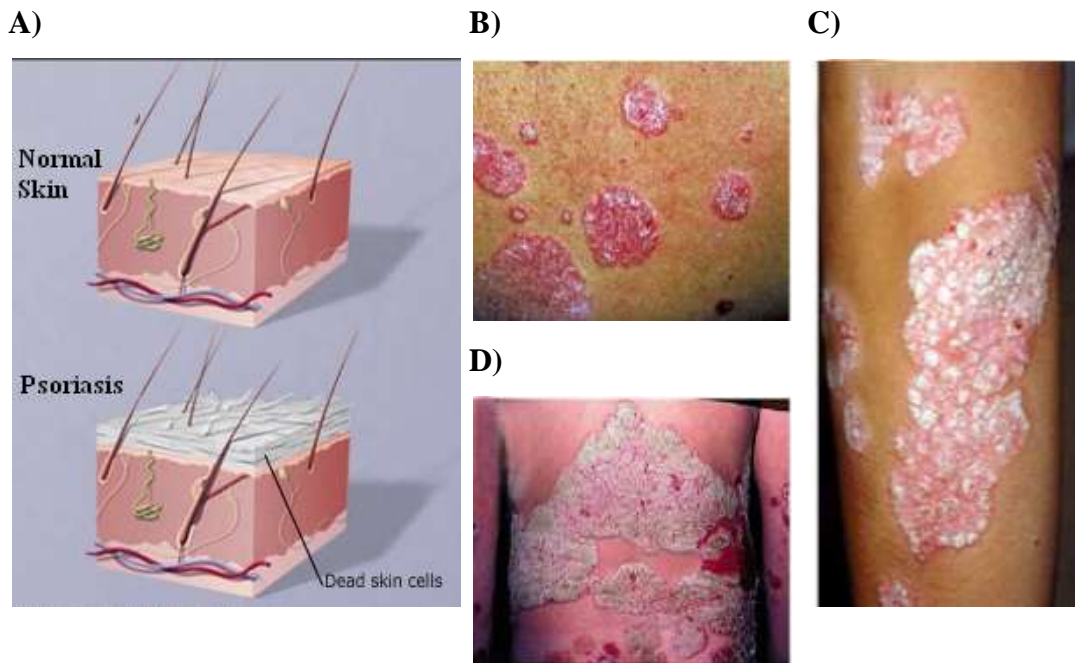 A)
B)
C)
Normal
Skin
Psoriasis
Dead skin cells
D)